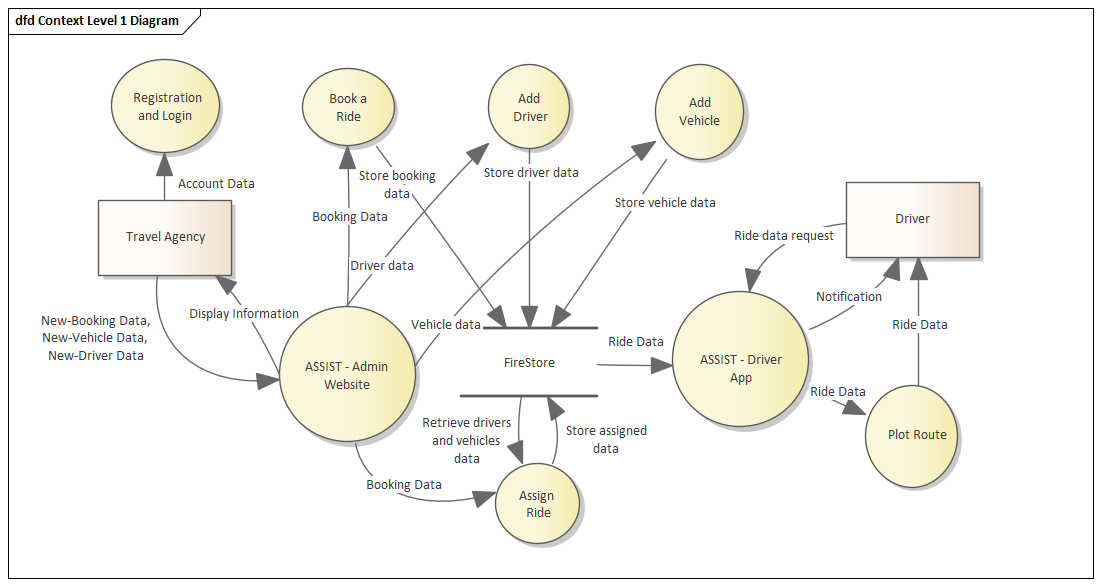 dfd Context Level 1 Diagram
Registration
and Login
Book a
Ride
Add
Driver
Add
Vehicle
Account Data
Store booking
data
Store driver data
Store vehicle data
Travel Agency
Booking Data
Driver data
Driver
Ride data request
New-Booking Data,
New-Vehicle Data,
New-Driver Data
Display Information
Vehicle data
Notification
ASSIST - Admin
Website
FireStore
Ride Data
ASSIST - Driver
App
Ride Data
Ride Data
Retrieve drivers
and vehicles
data
Store assigned
data
Plot Route
Booking Data
Assign
Ride